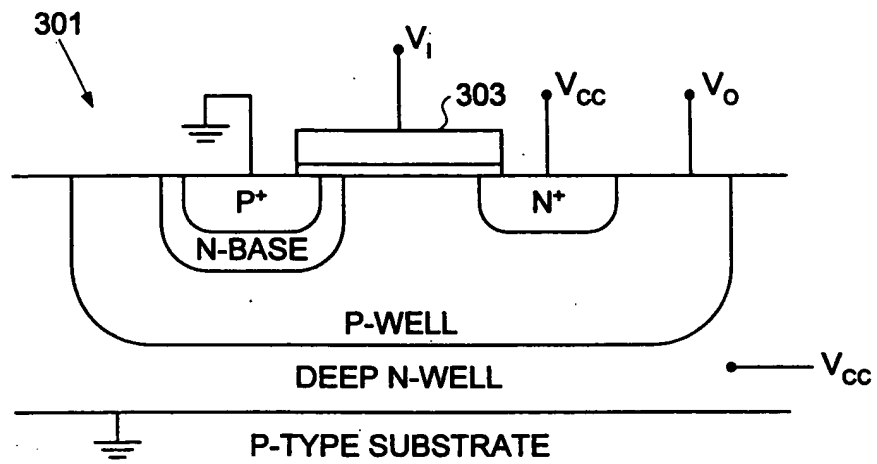 301
V_I
303
V_CC
V_O
P+
N+
N-BASE
P-WELL
DEEP N-WELL
V_CC
P-TYPE SUBSTRATE